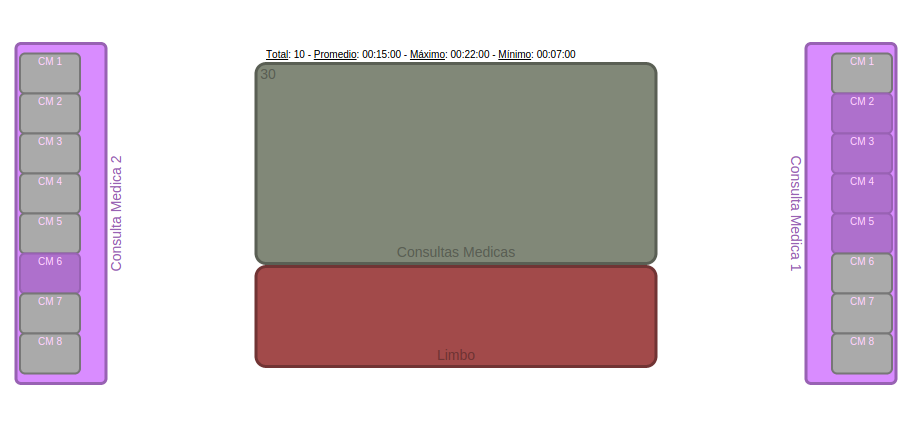 Total: 10 - Promedio: 00:15:00 - Máximo: 00:22:00 - Mínimo: 00:07:00
CM 1
CM 2
CM 3
CM 4
CM 5
CM 6
CM 7
CM 8
Consulta Medica 2
30
Consultas Medicas
Limbo
Consulta Medica 1
CM 1
CM 2
CM 3
CM 4
CM 5
CM 6
CM 7
CM 8